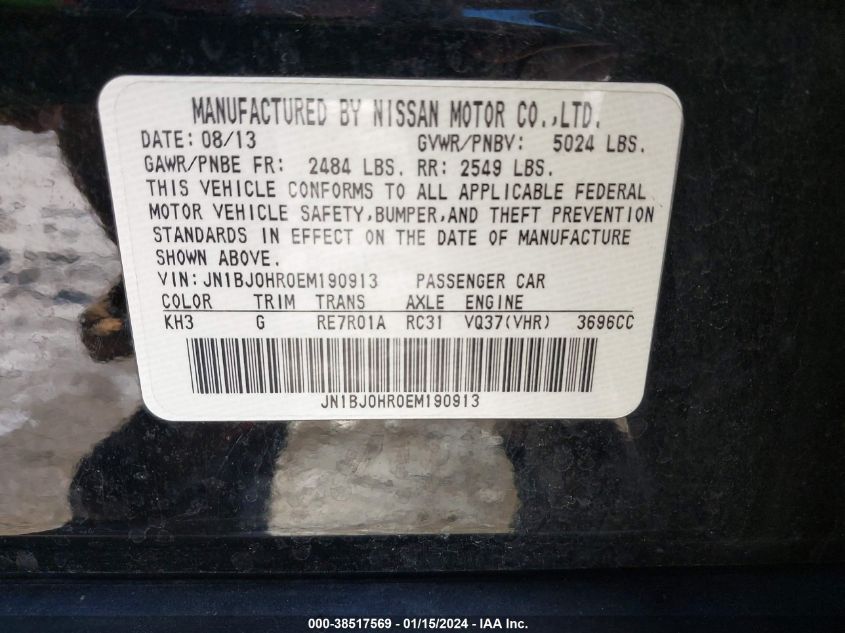 MANUFACTURED BY NISSAN MOTOR CO.,LTD.
DATE: 08/13 GVWR/PNBV: 5024 LBS.
GAWR/PNBE FR: 2484 LBS. RR: 2549 LBS.
THIS VEHICLE CONFORMS TO ALL APPLICABLE FEDERAL
MOTOR VEHICLE SAFETY,BUMPER,AND THEFT PREVENTION
STANDARDS IN EFFECT ON THE DATE OF MANUFACTURE
SHOWN ABOVE.
VIN: JN1BJ0HR0EM190913 PASSENGER CAR
COLOR TRIM TRANS AXLE ENGINE
KH3 G RE7R01A RC31 VQ37(VHR) 3696CC
JN1BJ0HR0EM190913
000-38517569 - 01/15/2024 - IAA Inc.